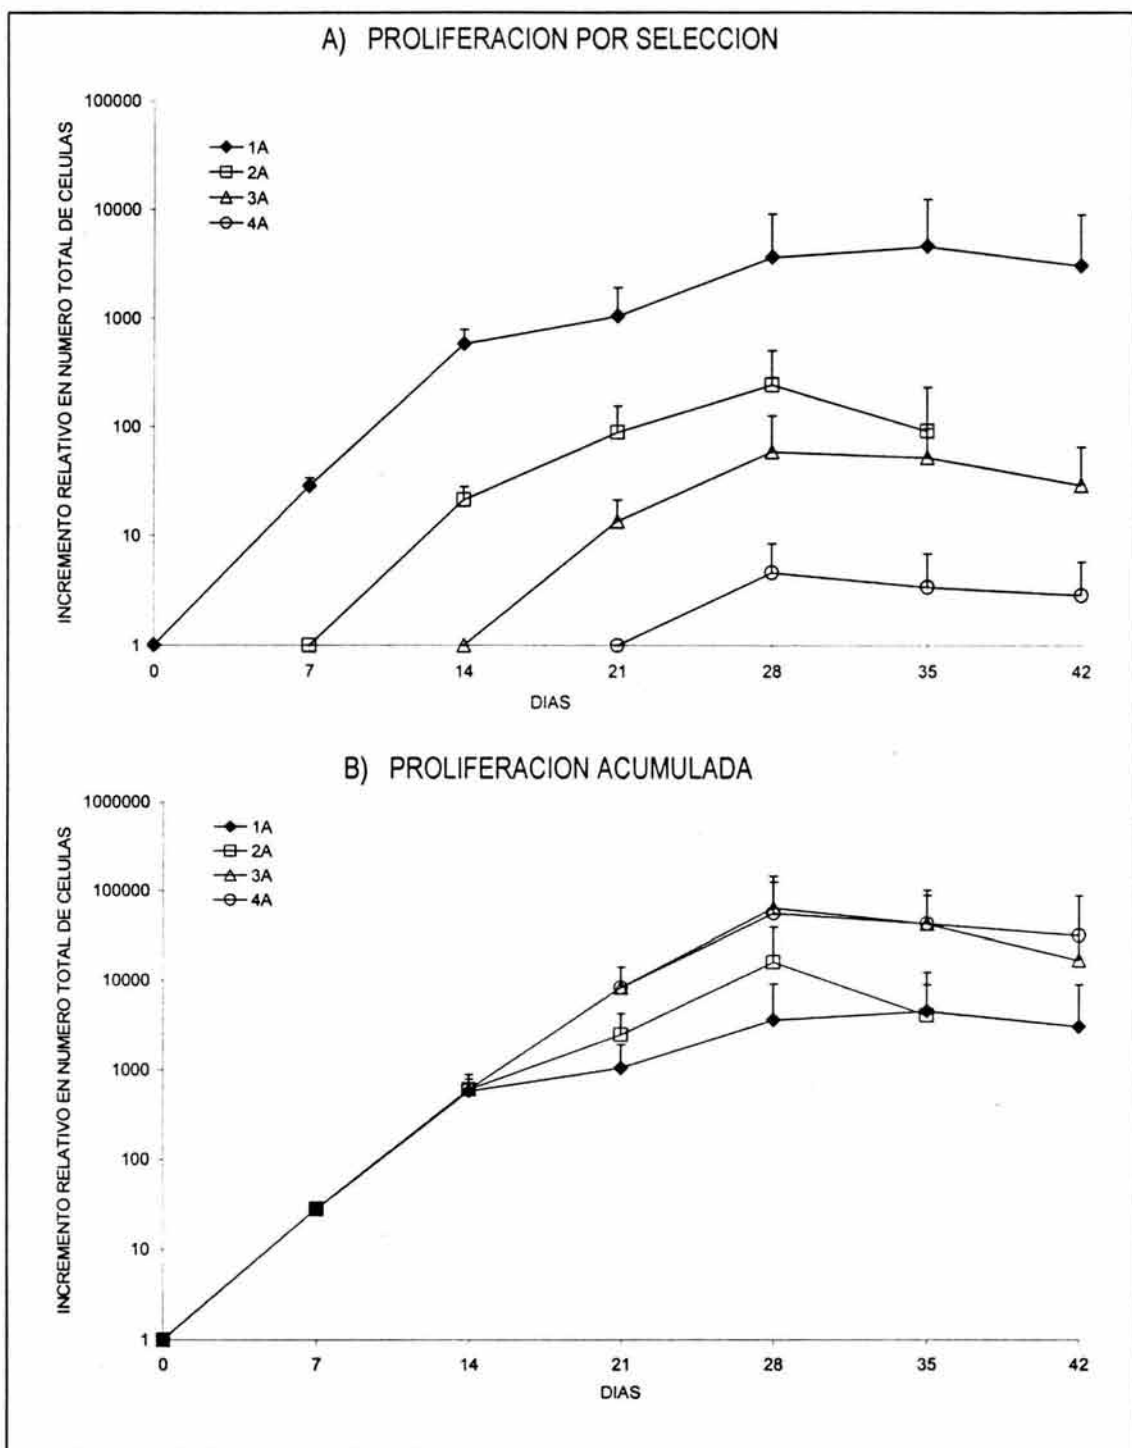 A) PROLIFERACION POR SELECCION
INCREMENTO RELATIVO EN NUMERO TOTAL DE CELULAS
100000
10000
1000
100
10
1
1A
2A
3A
4A
0 7 14 21 28 35 42
DIAS
B) PROLIFERACION ACUMULADA
INCREMENTO RELATIVO EN NUMERO TOTAL DE CELULAS
1000000
100000
10000
1000
100
10
1
1A
2A
3A
4A
0 7 14 21 28 35 42
DIAS